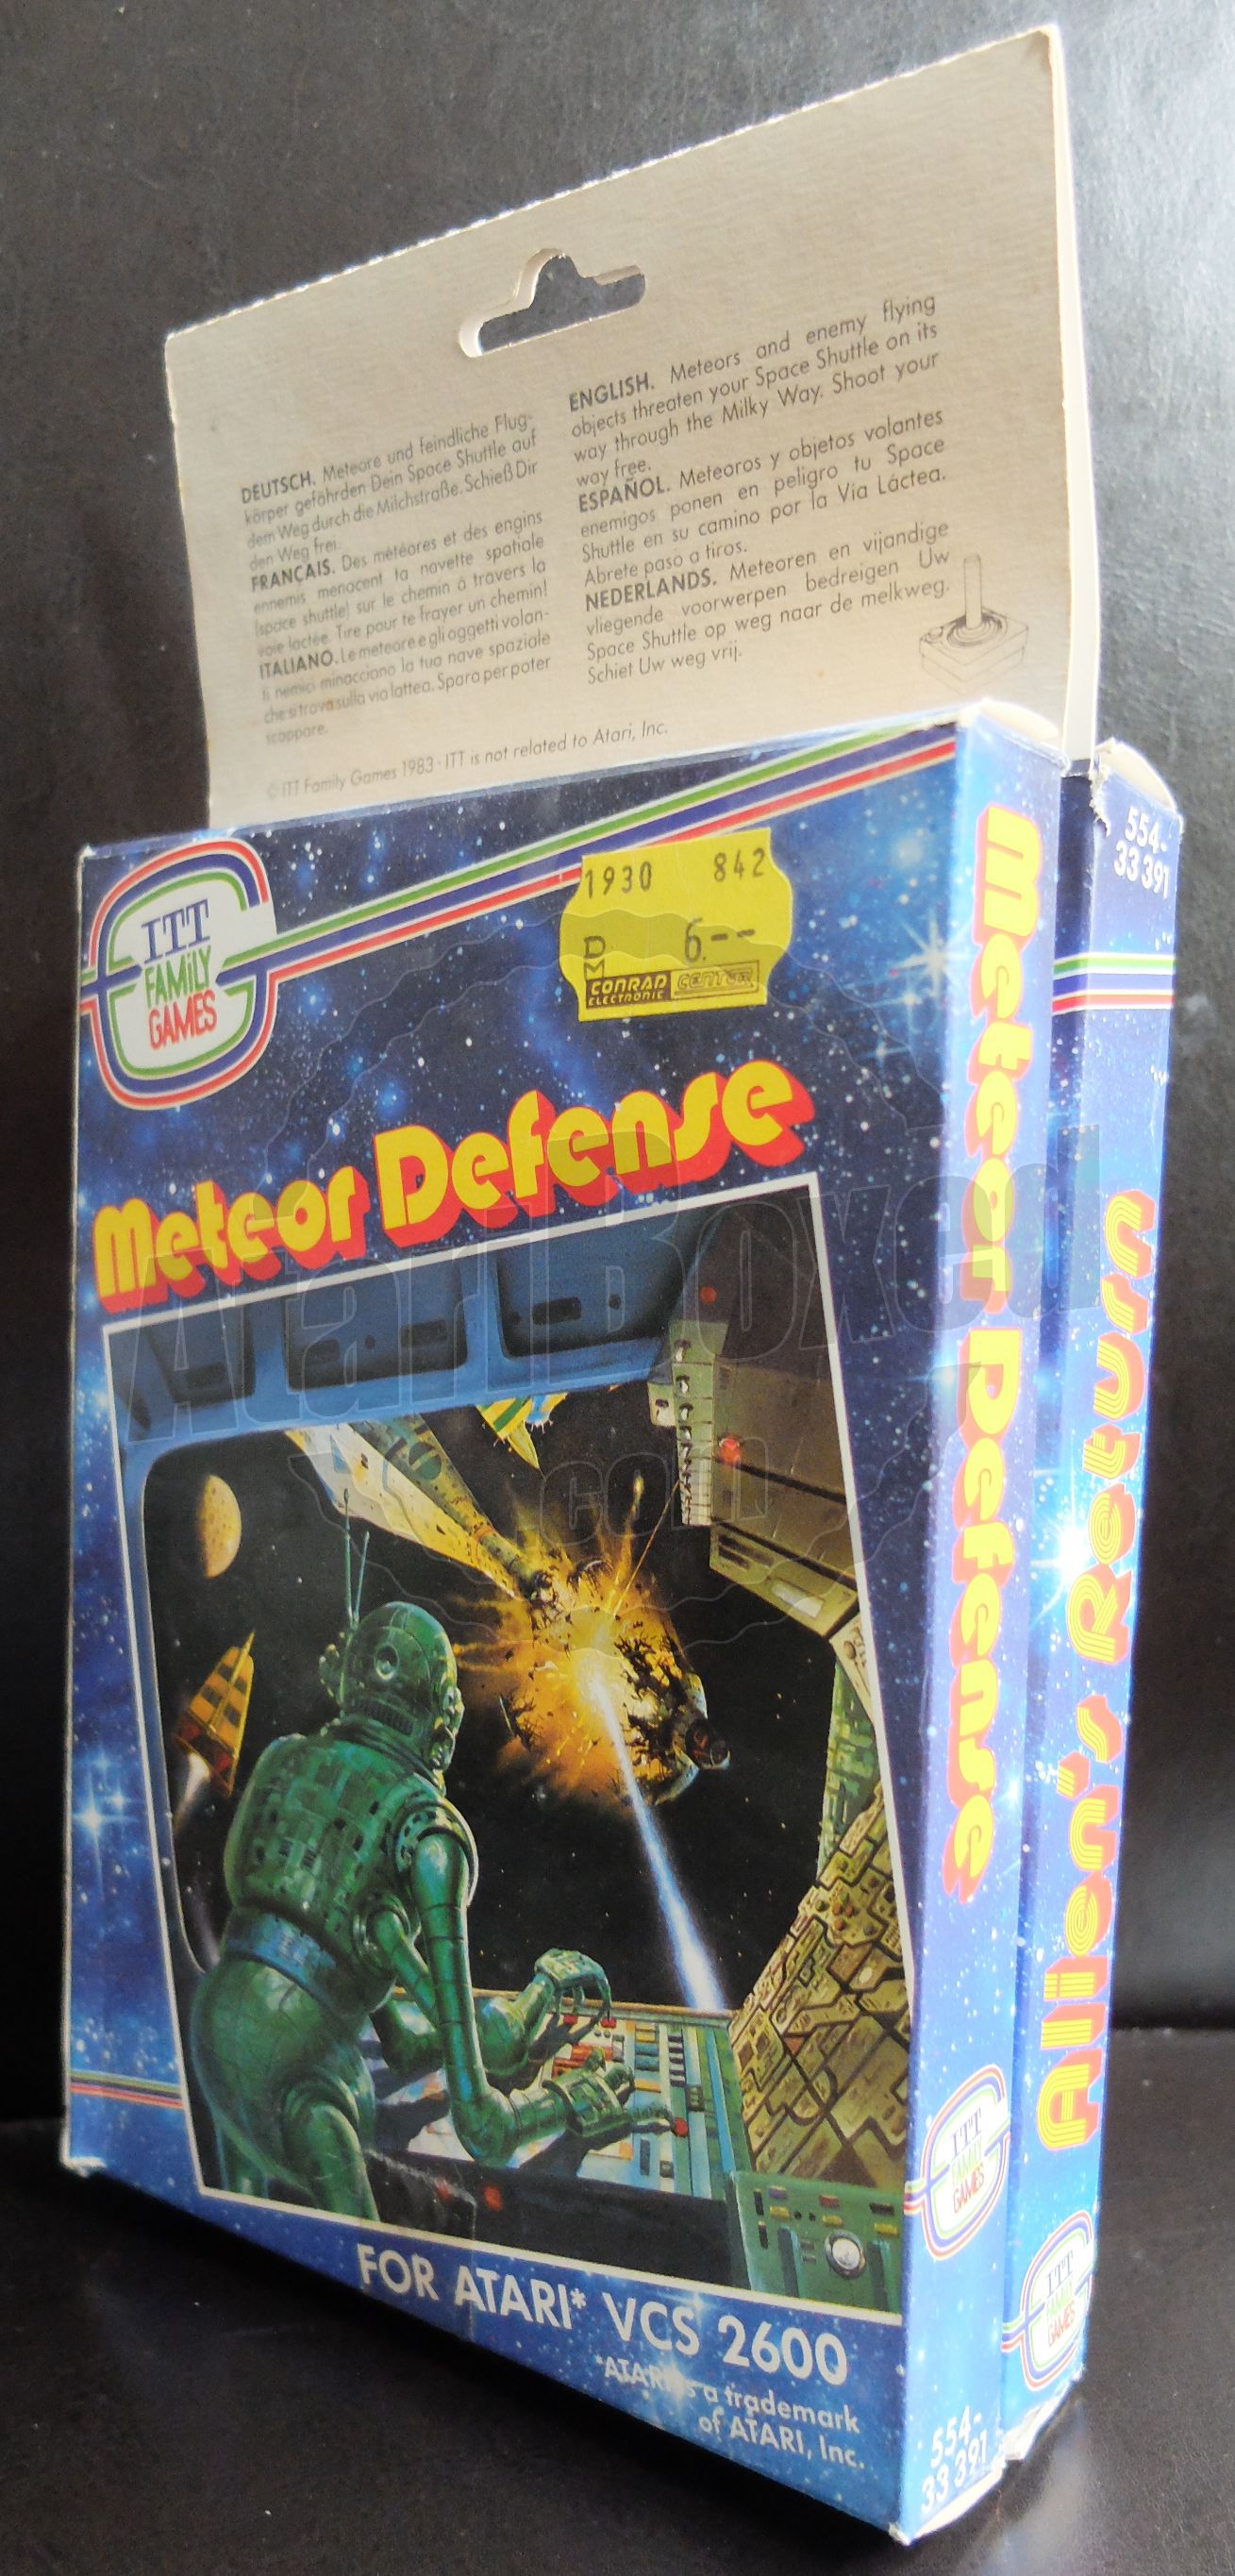 DEUTSCH. Meteore und feindliche Flug-
körper gefährden Dein Space Shuttle auf
dem Weg durch die Milchstraße. Schieß Dir
den Weg frei.
FRANÇAIS. Des météores et des engins
ennemis menacent ta navette spatiale
(space shuttle) sur le chemin à travers la
voie lactée. Tire pour te frayer un chemin!
ITALIANO. Le meteore e gli oggetti volan-
ti nemici minacciono la tua nave spaziale
che si trova sulla via lattea. Spara per poter
scappare.
ENGLISH. Meteors and enemy flying
objects threaten your Space Shuttle on its
way through the Milky Way. Shoot your
way free.
ESPAÑOL. Meteoros y objetos volantes
enemigos ponen en peligro tu Space
Shuttle en su camino por la Via Láctea.
Abrete paso a tiros.
NEDERLANDS. Meteoren en vijandige
vliegende voorwerpen bedreigen Uw
Space Shuttle op weg naar de melkweg.
Schiet Uw weg vrij.
© ITT Family Games 1983 · ITT is not related to Atari, Inc.
ITT
FAMiLY
GAMES
1930 842
DM 6.--
CONRAD
ELECTRONIC
CENTER
Meteor Defense
AtariBoxed
.com
FOR ATARI* VCS 2600
*ATARI is a trademark
of ATARI, Inc.
Meteor Defense
ITT
FAMiLY
GAMES
554-
33 391
554-
33 391
Alien's Return
ITT
FAMiLY
GAMES